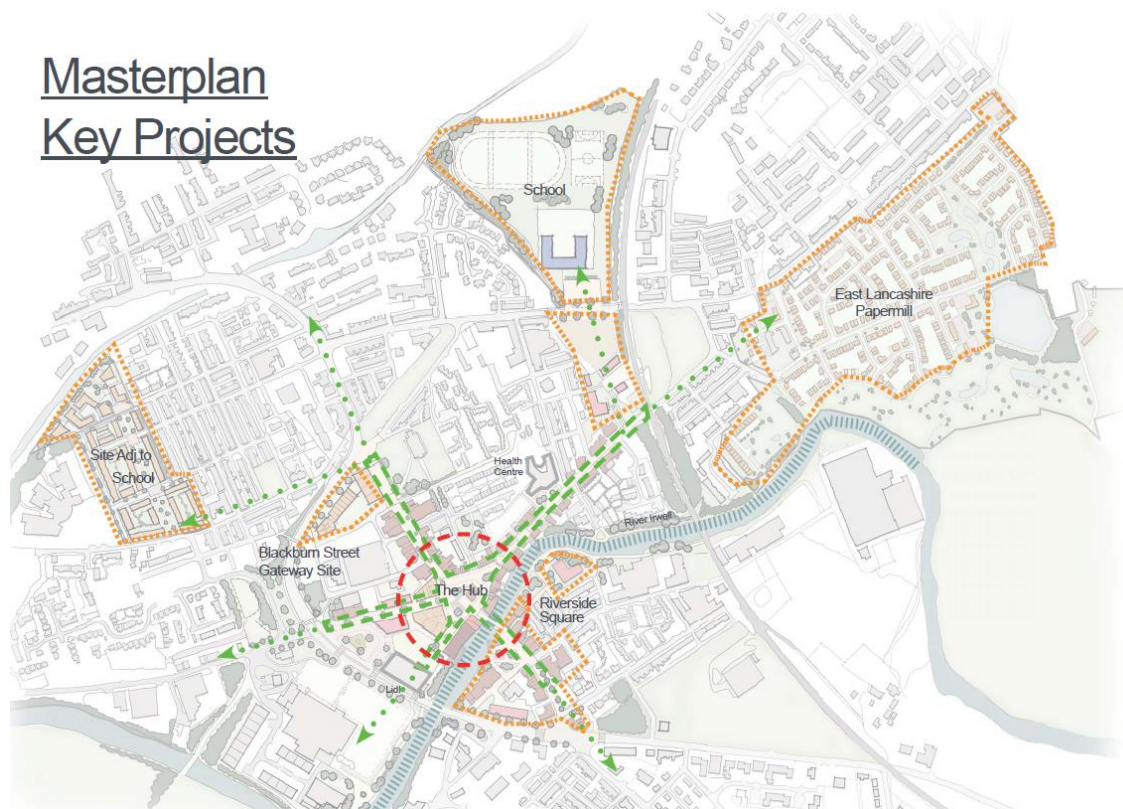 Masterplan
Key Projects
School
East Lancashire
Papermill
Site Adj to
School
Health
Centre
River Irwell
Blackburn Street
Gateway Site
The Hub
Riverside
Square
Lidl